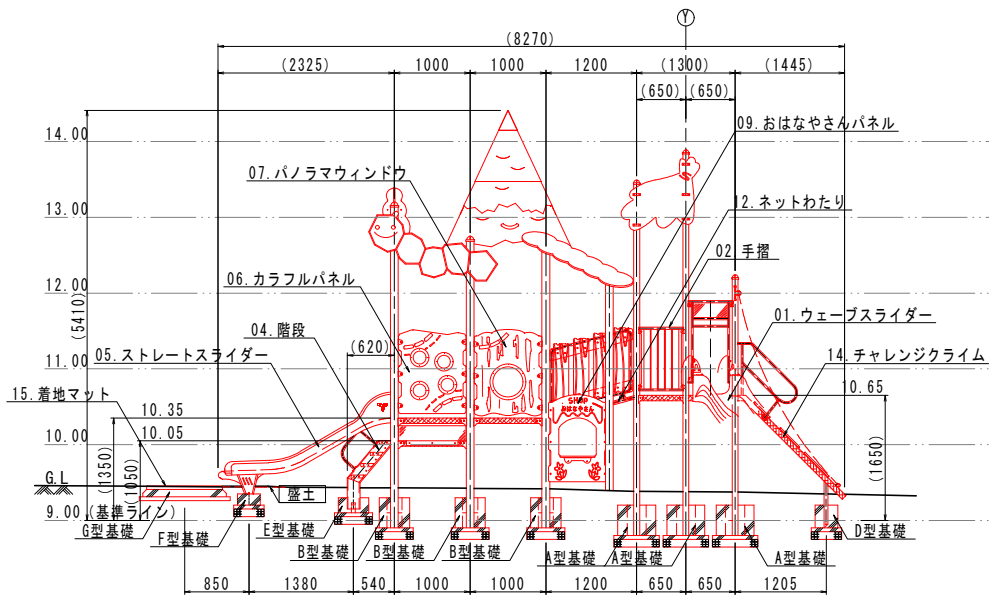 Y
(8270)
(2325) 1000 1000 1200 (1300) (1445)
(650) (650)
09.おはなやさんパネル
14.00
07.パノラマウィンドウ
12.ネットわたり
13.00
02.手摺
06.カラフルパネル
12.00
(5410)
04.階段
01.ウェーブスライダー
(620)
05.ストレートスライダー
14.チャレンジクライム
11.00
15.着地マット
10.65
SHOP
おはなやさん
10.35
10.05
10.00
(1350)
(1050)
(1650)
G.L
盛土
9.00(基準ライン)
G型基礎
F型基礎
E型基礎
B型基礎 B型基礎 B型基礎
A型基礎 A型基礎 A型基礎
D型基礎
850 1380 540 1000 1000 1200 650 650 1205